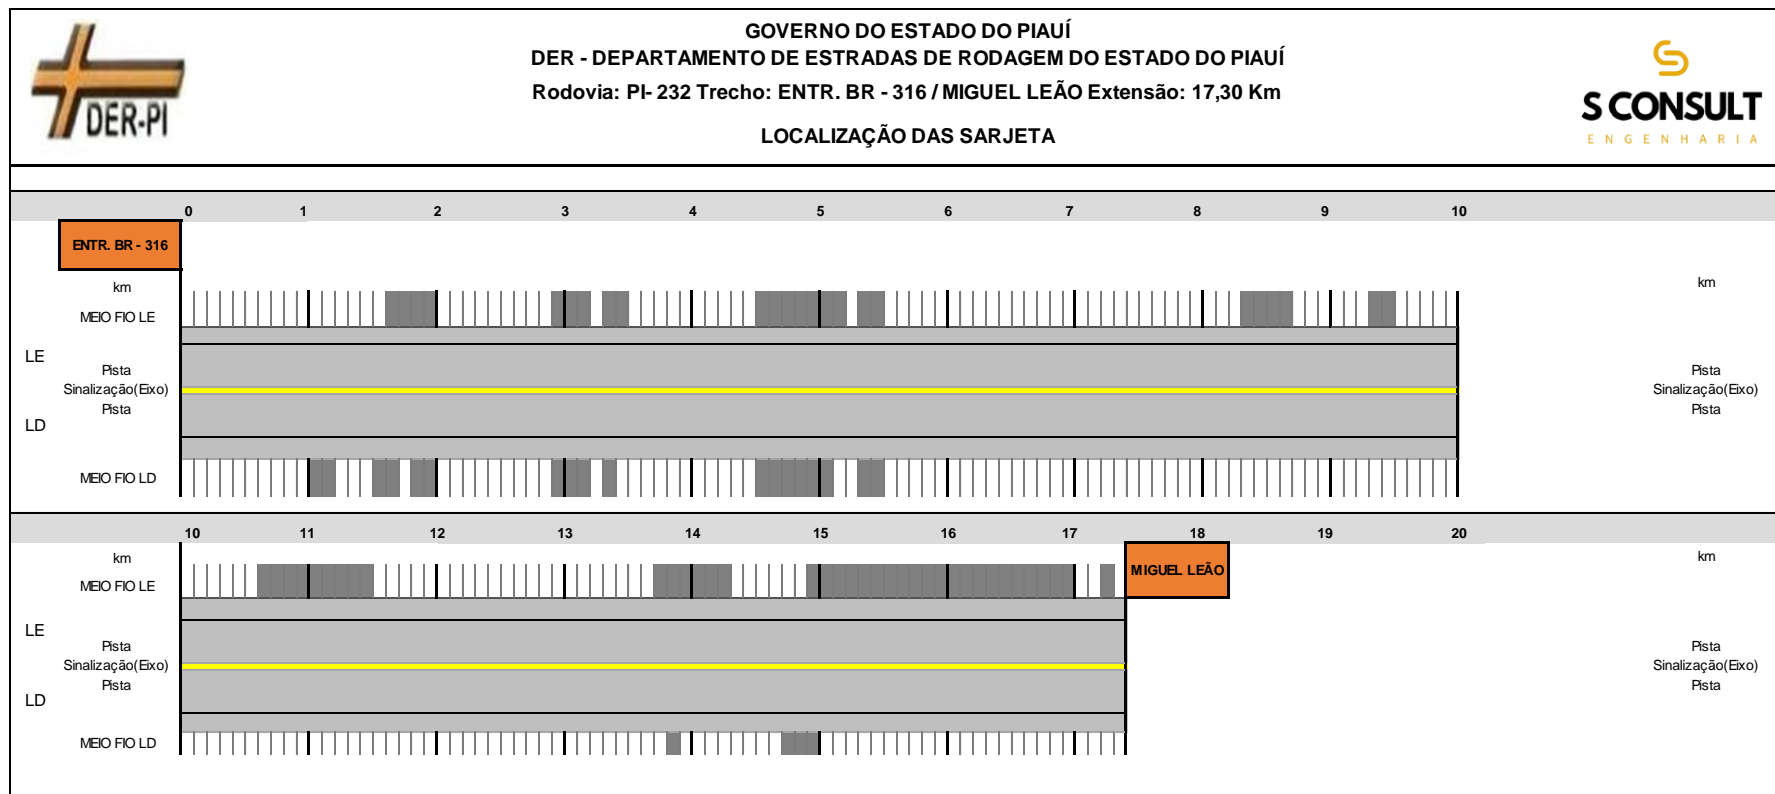 DER-PI
GOVERNO DO ESTADO DO PIAUÍ
DER - DEPARTAMENTO DE ESTRADAS DE RODAGEM DO ESTADO DO PIAUÍ
Rodovia: PI- 232 Trecho: ENTR. BR - 316 / MIGUEL LEÃO Extensão: 17,30 Km
LOCALIZAÇÃO DAS SARJETA
S CONSULT
ENGENHARIA
0 1 2 3 4 5 6 7 8 9 10
ENTR. BR - 316
km km
MEIO FIO LE
LE
Pista Pista
Sinalização(Eixo) Sinalização(Eixo)
Pista Pista
LD
MEIO FIO LD
10 11 12 13 14 15 16 17 18 19 20
km km
MEIO FIO LE
MIGUEL LEÃO
LE
Pista Pista
Sinalização(Eixo) Sinalização(Eixo)
Pista Pista
LD
MEIO FIO LD